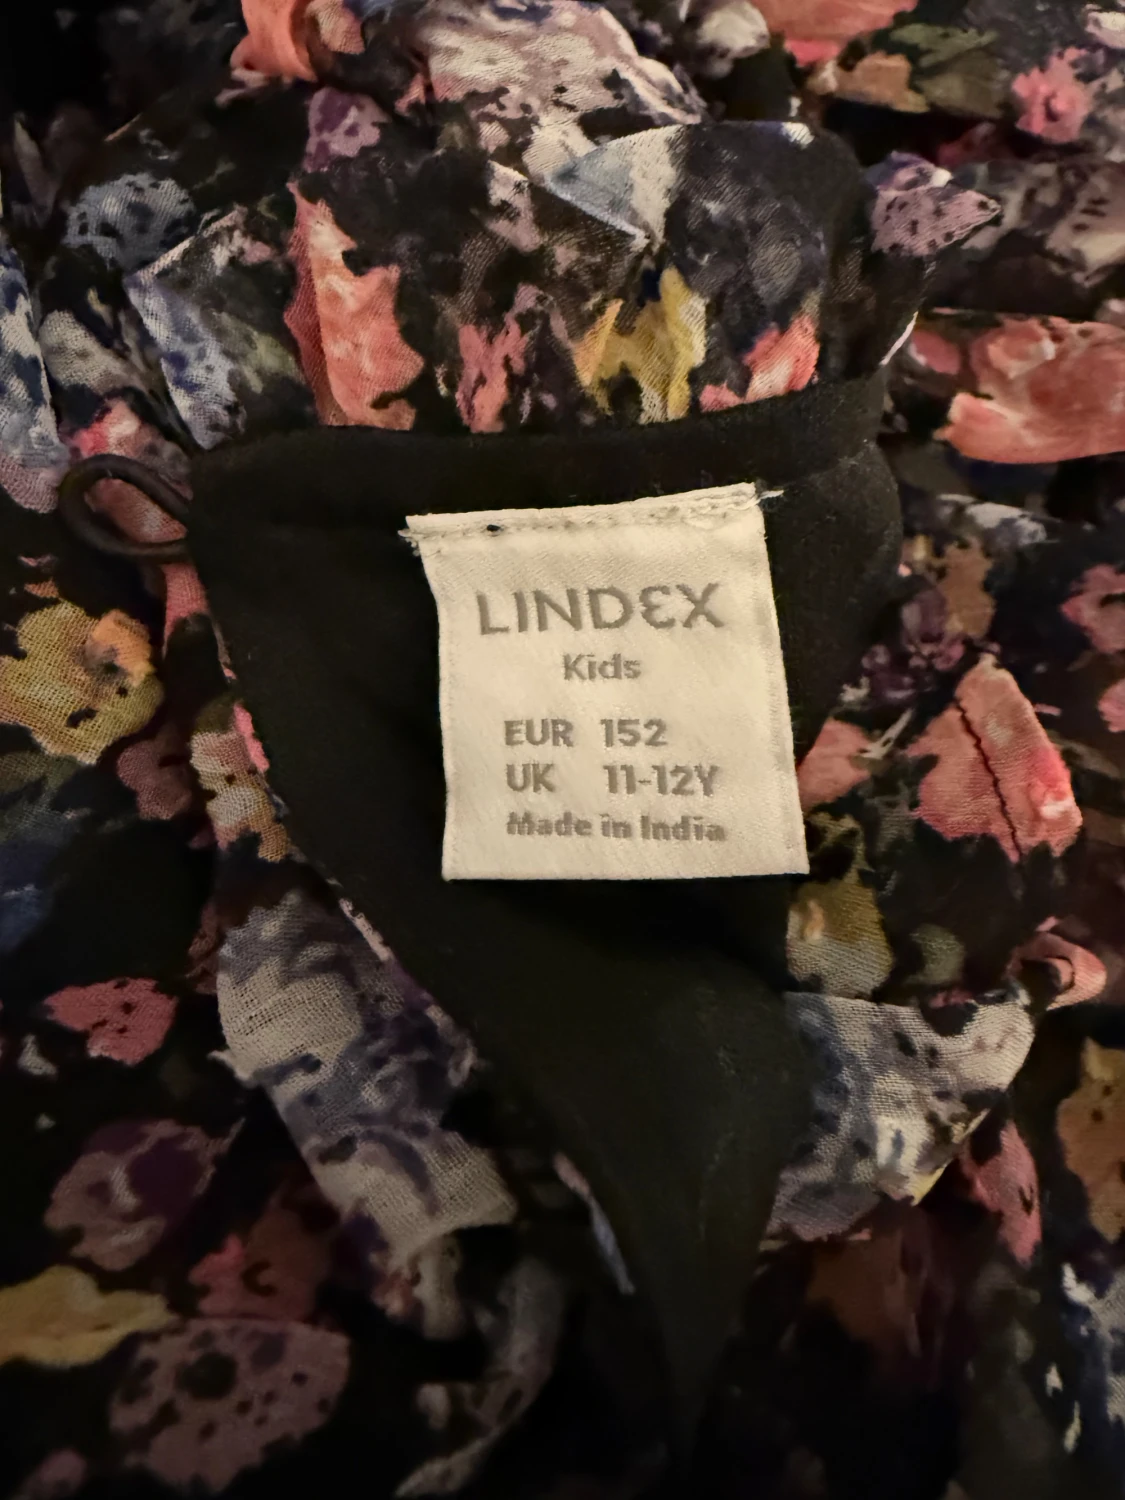 LINDEX
Kids
EUR 152
UK 11-12Y
Made in India